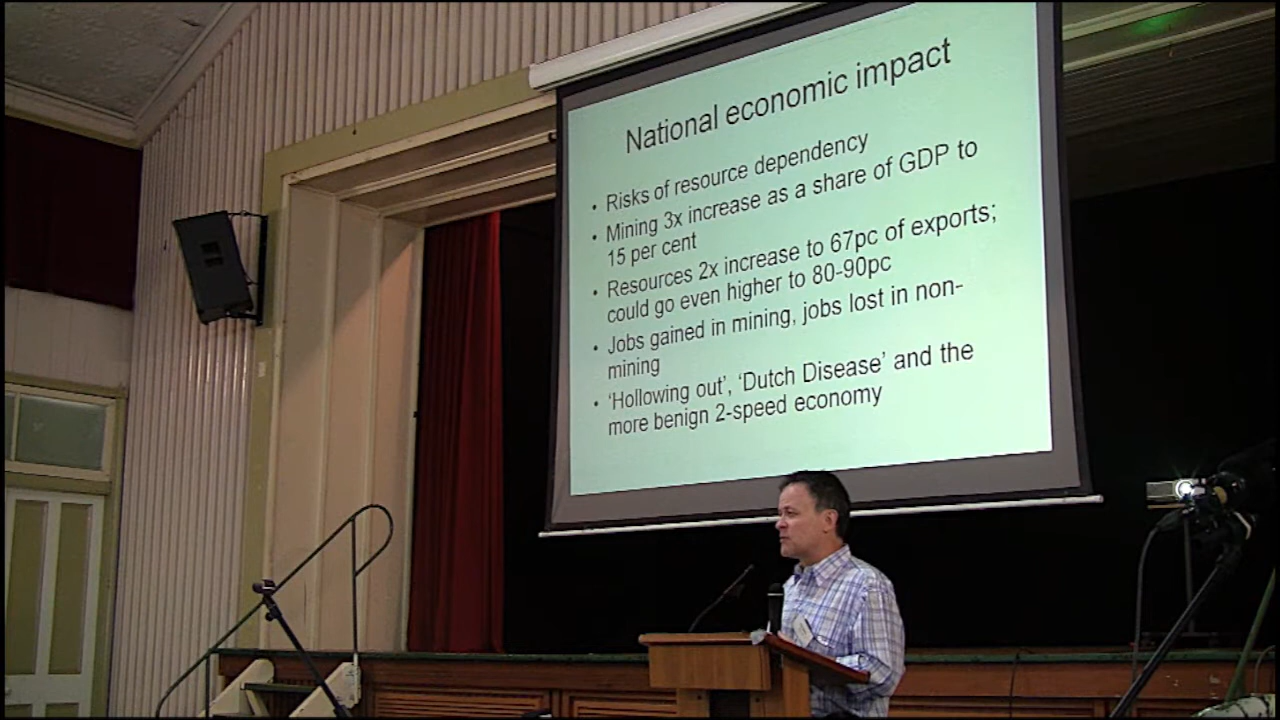 National economic impact
• Risks of resource dependency
• Mining 3x increase as a share of GDP to
15 per cent
• Resources 2x increase to 67pc of exports;
could go even higher to 80-90pc
• Jobs gained in mining, jobs lost in non-
mining
• ‘Hollowing out’, ‘Dutch Disease’ and the
more benign 2-speed economy